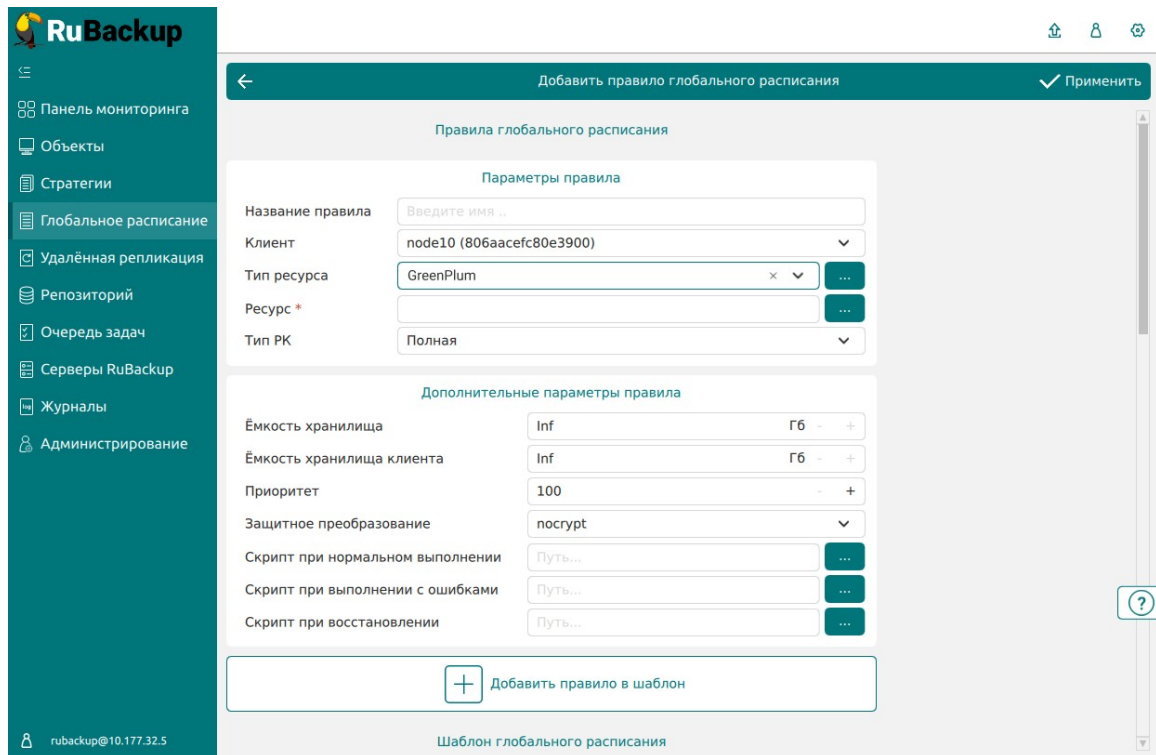 RuBackup
Панель мониторинга
Объекты
Стратегии
Глобальное расписание
Удалённая репликация
Репозиторий
Очередь задач
Серверы RuBackup
Журналы
Администрирование
rubackup@10.177.32.5
Добавить правило глобального расписания
Применить
Правила глобального расписания
Параметры правила
Название правила Введите имя ..
Клиент node10 (806aacefc80e3900)
Тип ресурса GreenPlum ...
Ресурс * ...
Тип РК Полная
Дополнительные параметры правила
Ёмкость хранилища Inf Гб - +
Ёмкость хранилища клиента Inf Гб - +
Приоритет 100 - +
Защитное преобразование nocrypt
Скрипт при нормальном выполнении Путь... ...
Скрипт при выполнении с ошибками Путь... ...
Скрипт при восстановлении Путь... ...
Добавить правило в шаблон
Шаблон глобального расписания
?